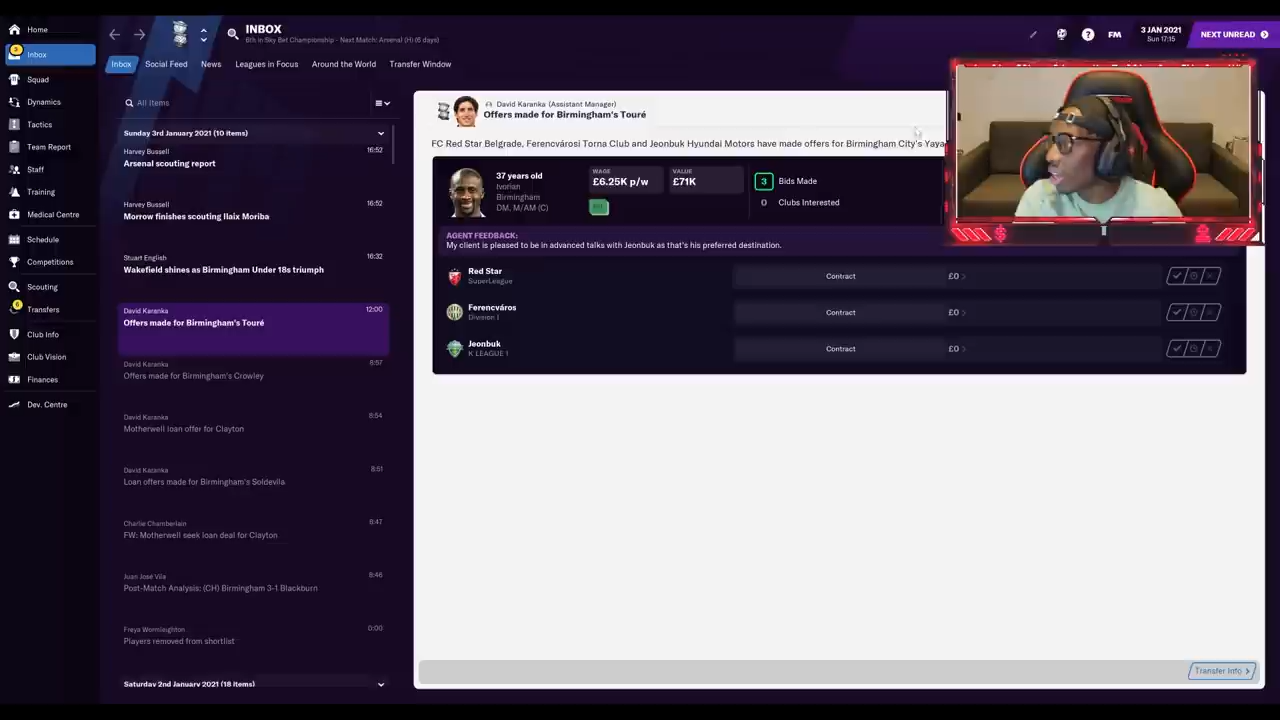 Home
3
Inbox
Squad
Dynamics
Tactics
Team Report
Staff
Training
Medical Centre
Schedule
Competitions
Scouting
6
Transfers
Club Info
Club Vision
Finances
Dev. Centre
INBOX
6th in Sky Bet Championship - Next Match: Arsenal (H) (6 days)
FM
3 JAN 2021
Sun 17:15
NEXT UNREAD
Inbox
Social Feed
News
Leagues in Focus
Around the World
Transfer Window
All Items
Sunday 3rd January 2021 (10 items)
Harvey Bussell 16:52
Arsenal scouting report
Harvey Bussell 16:52
Morrow finishes scouting Ilaix Moriba
Stuart English 16:32
Wakefield shines as Birmingham Under 18s triumph
David Karanka 12:00
Offers made for Birmingham's Touré
David Karanka 8:57
Offers made for Birmingham's Crowley
David Karanka 8:54
Motherwell loan offer for Clayton
David Karanka 8:51
Loan offers made for Birmingham's Soldevila
Charlie Chamberlain 8:47
FW: Motherwell seek loan deal for Clayton
Juan José Vila 8:46
Post-Match Analysis: (CH) Birmingham 3-1 Blackburn
0:00
Players removed from shortlist
Saturday 2nd January 2021 (18 items)
David Karanka (Assistant Manager)
Offers made for Birmingham's Touré
FC Red Star Belgrade, Ferencvárosi Torna Club and Jeonbuk Hyundai Motors have made offers for Birmingham City's Yaya
37 years old
Ivorian
Birmingham
DM, M/AM (C)
WAGE
£6.25K p/w
VALUE
£71K
3 Bids Made
0 Clubs Interested
AGENT FEEDBACK:
My client is pleased to be in advanced talks with Jeonbuk as that's his preferred destination.
Red Star
SuperLeague
Contract £0
Ferencváros
Division I
Contract £0
Jeonbuk
K LEAGUE 1
Contract £0
Transfer Info